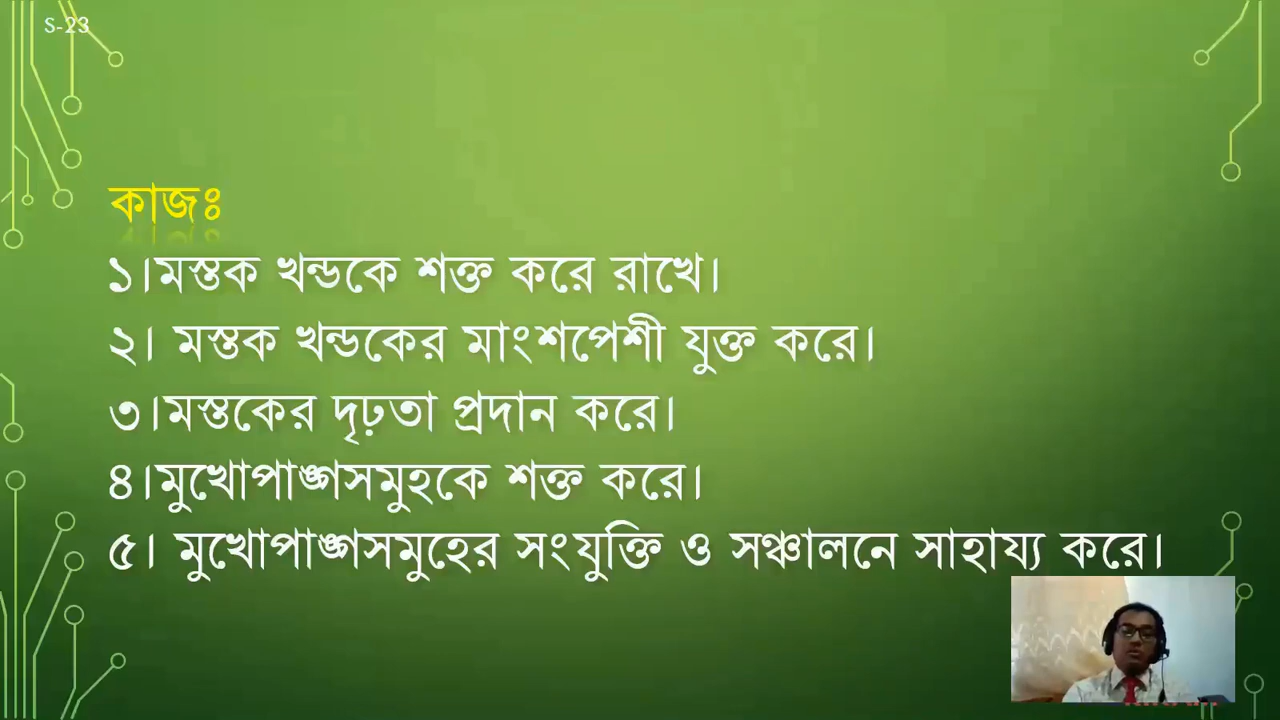 S-23
কাজঃ
১।মস্তক খন্ডকে শক্ত করে রাখে।
২। মস্তক খন্ডকের মাংশপেশী যুক্ত করে।
৩।মস্তকের দৃঢ়তা প্রদান করে।
৪।মুখোপাঙ্গসমুহকে শক্ত করে।
৫। মুখোপাঙ্গসমুহের সংযুক্তি ও সঞ্চালনে সাহায্য করে।